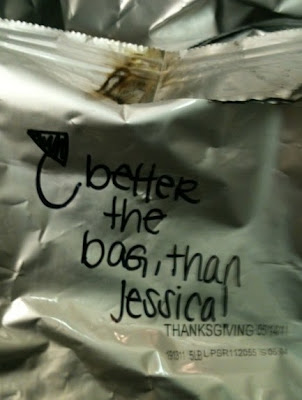 better
the
bag, than
Jessica!
THANKSGIVING